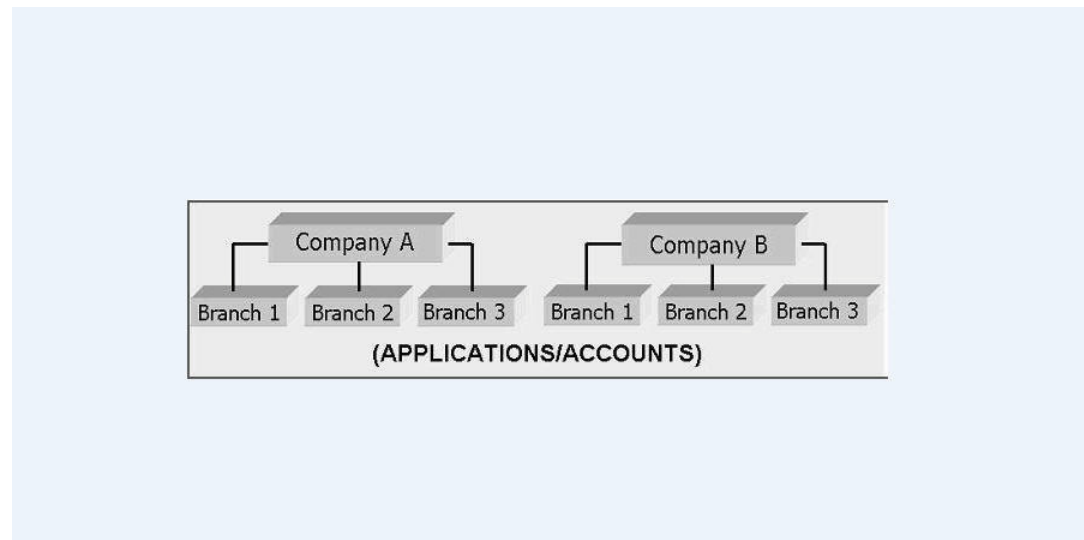 Company A
Company B
Branch 1
Branch 2
Branch 3
Branch 1
Branch 2
Branch 3
(APPLICATIONS/ACCOUNTS)